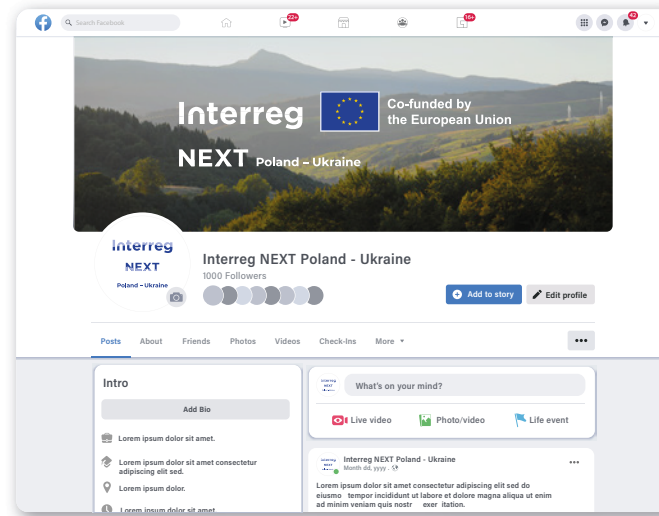 Search Facebook
22+
16+
42
Interreg
Co-funded by
the European Union
NEXT Poland – Ukraine
Interreg
NEXT
Poland – Ukraine
Interreg NEXT Poland - Ukraine
1000 Followers
Add to story
Edit profile
Posts About Friends Photos Videos Check-Ins More
Intro
Add Bio
Lorem ipsum dolor sit amet.
Lorem ipsum dolor sit amet consectetur
adipiscing elit sed.
Lorem ipsum dolor.
Lorem ipsum dolor sit amet
Interreg
NEXT
What's on your mind?
Live video Photo/video Life event
Interreg
NEXT
Interreg NEXT Poland - Ukraine
Month dd, yyyy .
Lorem ipsum dolor sit amet consectetur adipiscing elit sed do
eiusmo tempor incididunt ut labore et dolore magna aliqua ut enim
ad minim veniam quis nostr exer itation.